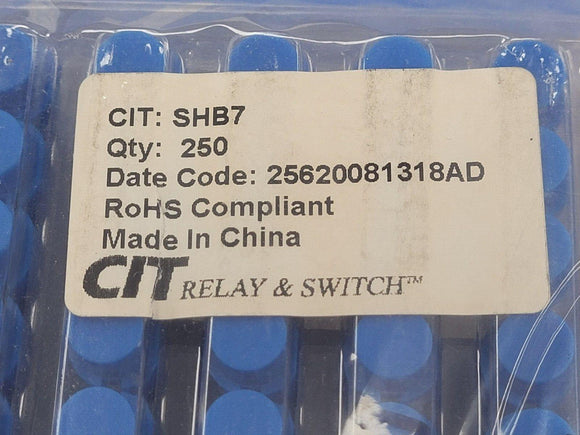 CIT: SHB7
Qty: 250
Date Code: 25620081318AD
RoHS Compliant
Made In China
CIT RELAY & SWITCH™